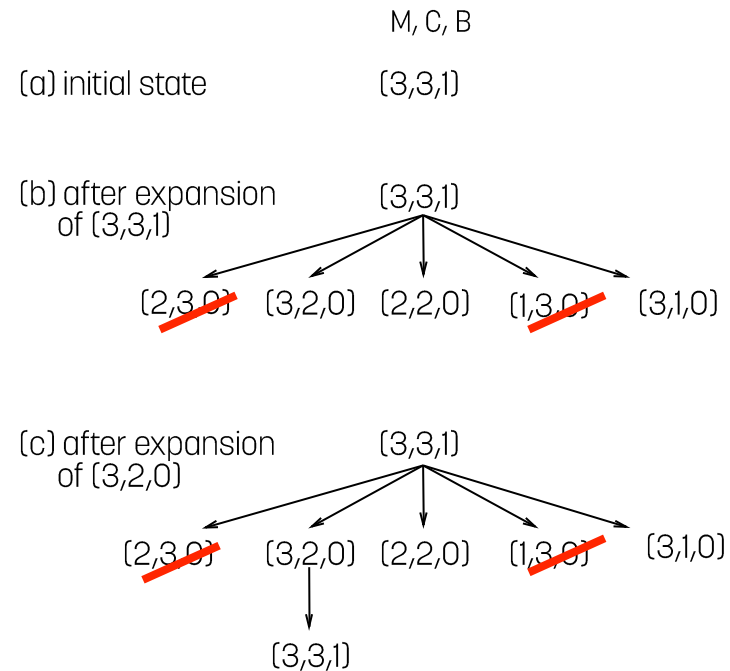 M, C, B
(a) initial state (3,3,1)
(b) after expansion (3,3,1)
of (3,3,1)
(2,3,0) (3,2,0) (2,2,0) (1,3,0) (3,1,0)
(c) after expansion (3,3,1)
of (3,2,0)
(2,3,0) (3,2,0) (2,2,0) (1,3,0) (3,1,0)
(3,3,1)